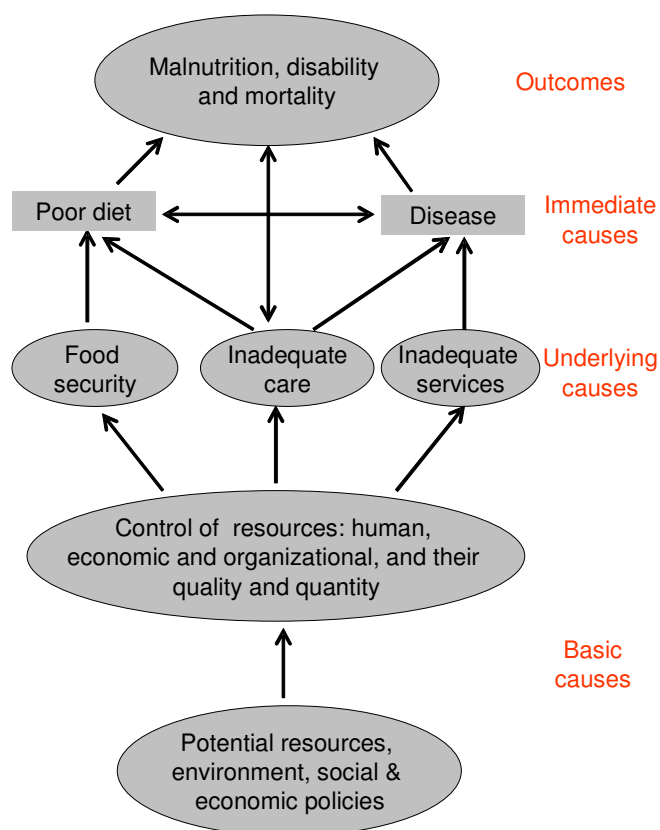 Malnutrition, disability
and mortality
Outcomes
Poor diet
Disease
Immediate
causes
Food
security
Inadequate
care
Inadequate
services
Underlying
causes
Control of resources: human,
economic and organizational, and their
quality and quantity
Basic
causes
Potential resources,
environment, social &
economic policies